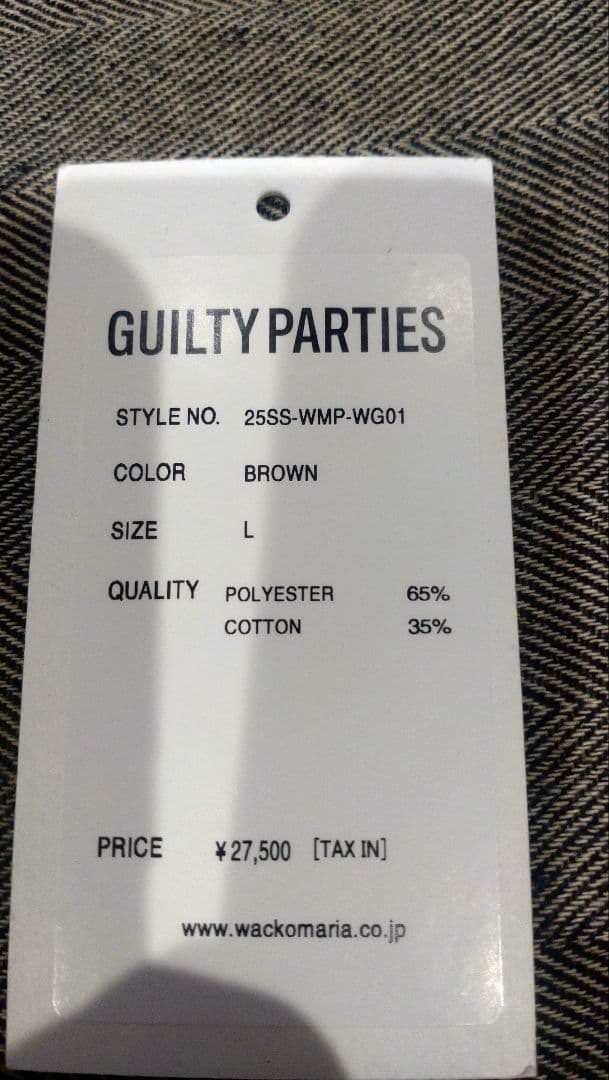 GUILTY PARTIES
STYLE NO. 25SS-WMP-WG01
COLOR BROWN
SIZE L
QUALITY POLYESTER 65%
COTTON 35%
PRICE ¥27,500 [TAX IN]
www.wackomaria.co.jp